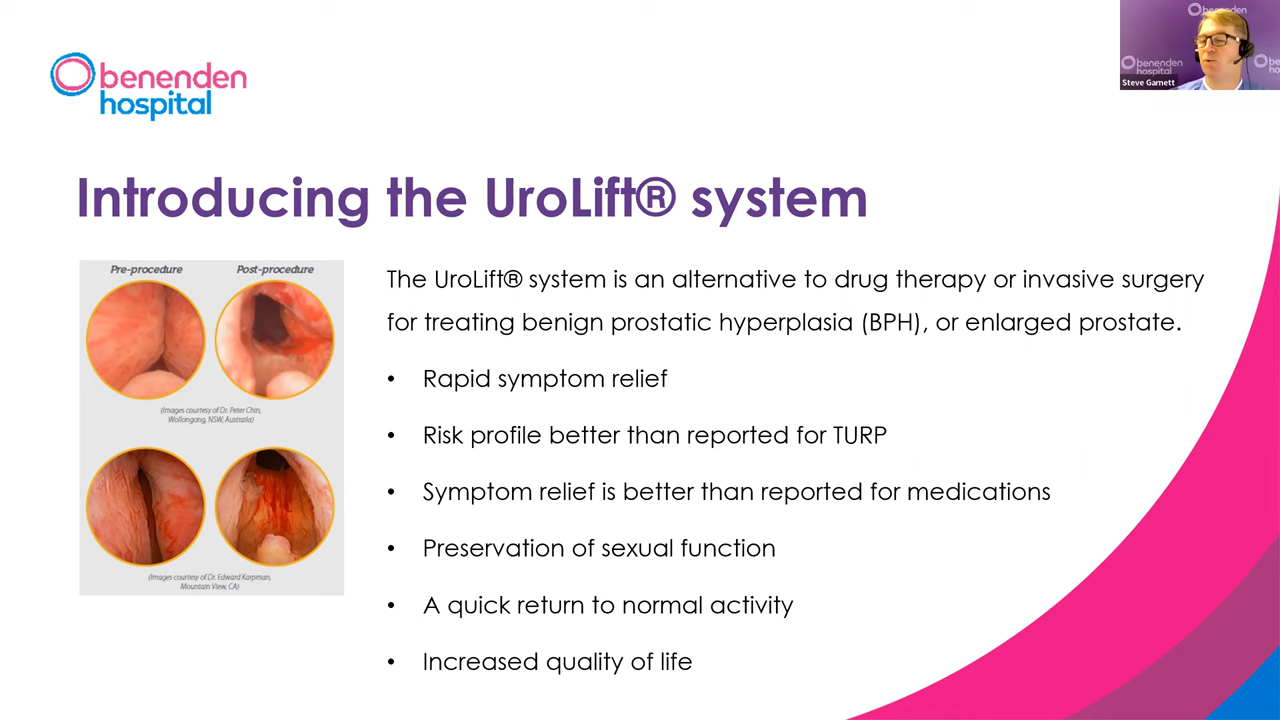 benenden
hospital
benenden
benenden
hospital
Steve Garnett
Introducing the UroLift® system
Pre-procedure
Post-procedure
(Images courtesy of Dr. Peter Chin,
Wollongong, NSW, Australia)
(Images courtesy of Dr. Edward Karpman,
Mountain View, CA)
The UroLift® system is an alternative to drug therapy or invasive surgery
for treating benign prostatic hyperplasia (BPH), or enlarged prostate.
• Rapid symptom relief
• Risk profile better than reported for TURP
• Symptom relief is better than reported for medications
• Preservation of sexual function
• A quick return to normal activity
• Increased quality of life